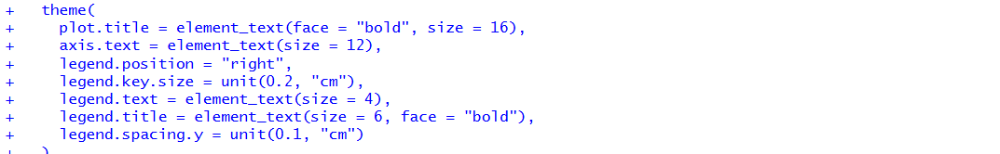 +   theme(
+     plot.title = element_text(face = "bold", size = 16),
+     axis.text = element_text(size = 12),
+     legend.position = "right",
+     legend.key.size = unit(0.2, "cm"),
+     legend.text = element_text(size = 4),
+     legend.title = element_text(size = 6, face = "bold"),
+     legend.spacing.y = unit(0.1, "cm")
+   )